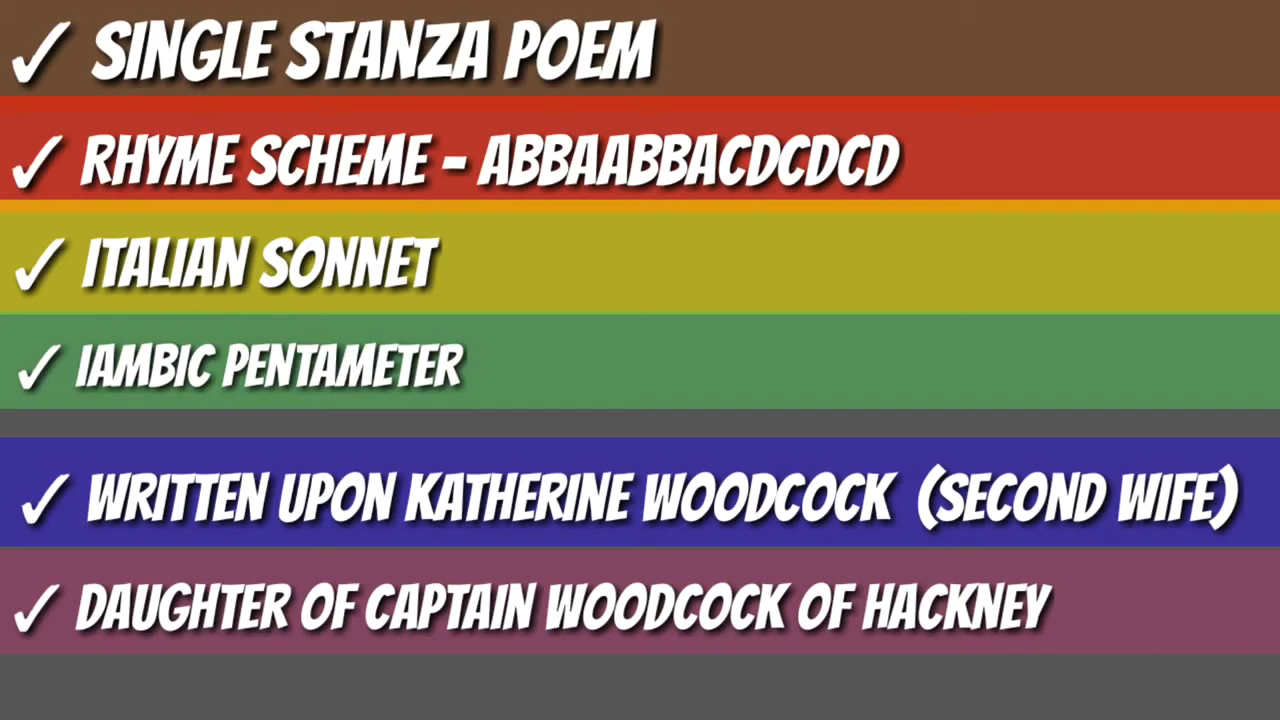 ✓ SINGLE STANZA POEM
✓ RHYME SCHEME - ABBAABBACDCDCD
✓ ITALIAN SONNET
✓ IAMBIC PENTAMETER
✓ WRITTEN UPON KATHERINE WOODCOCK (SECOND WIFE)
✓ DAUGHTER OF CAPTAIN WOODCOCK OF HACKNEY